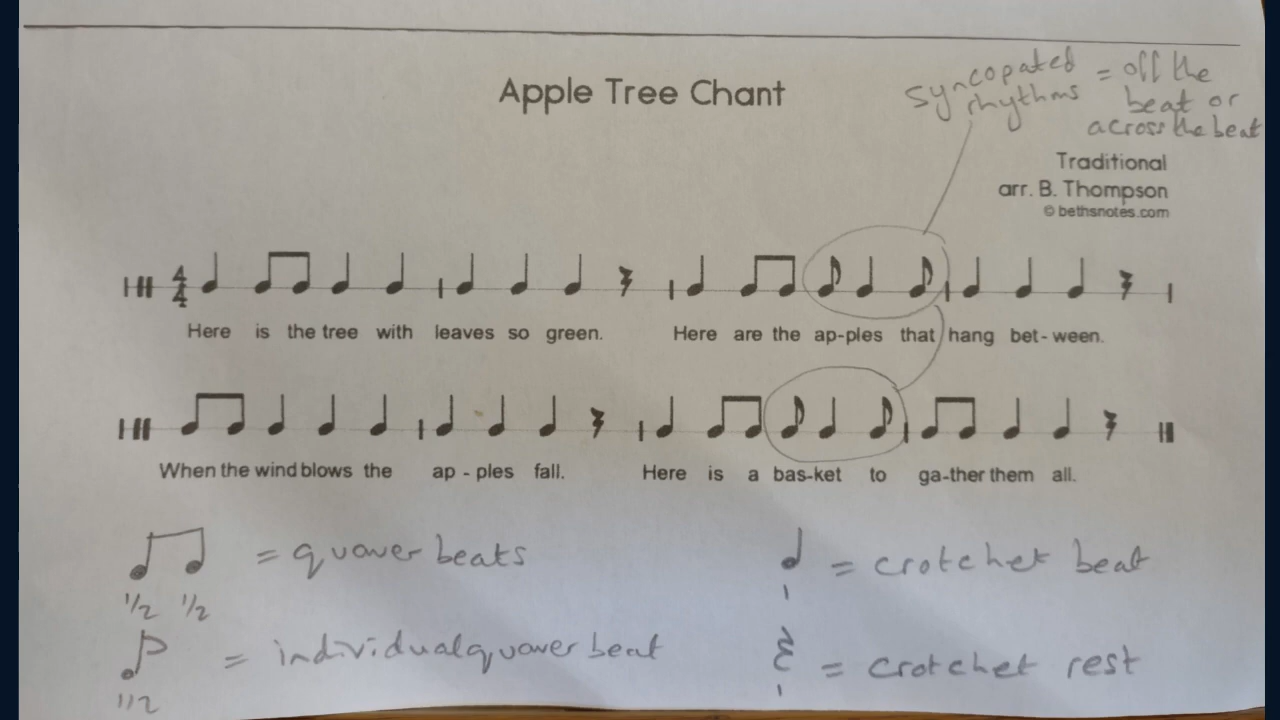 Apple Tree Chant
syncopated = off the
rhythms beat or
across the beat
Traditional
arr. B. Thompson
© bethsnotes.com
4
4
Here is the tree with leaves so green. Here are the ap-ples that hang bet-ween.
When the wind blows the ap - ples fall. Here is a bas-ket to ga-ther them all.
= quaver beats = crotchet beat
1/2 1/2 1
= individual quaver beat = crotchet rest
1/2 1